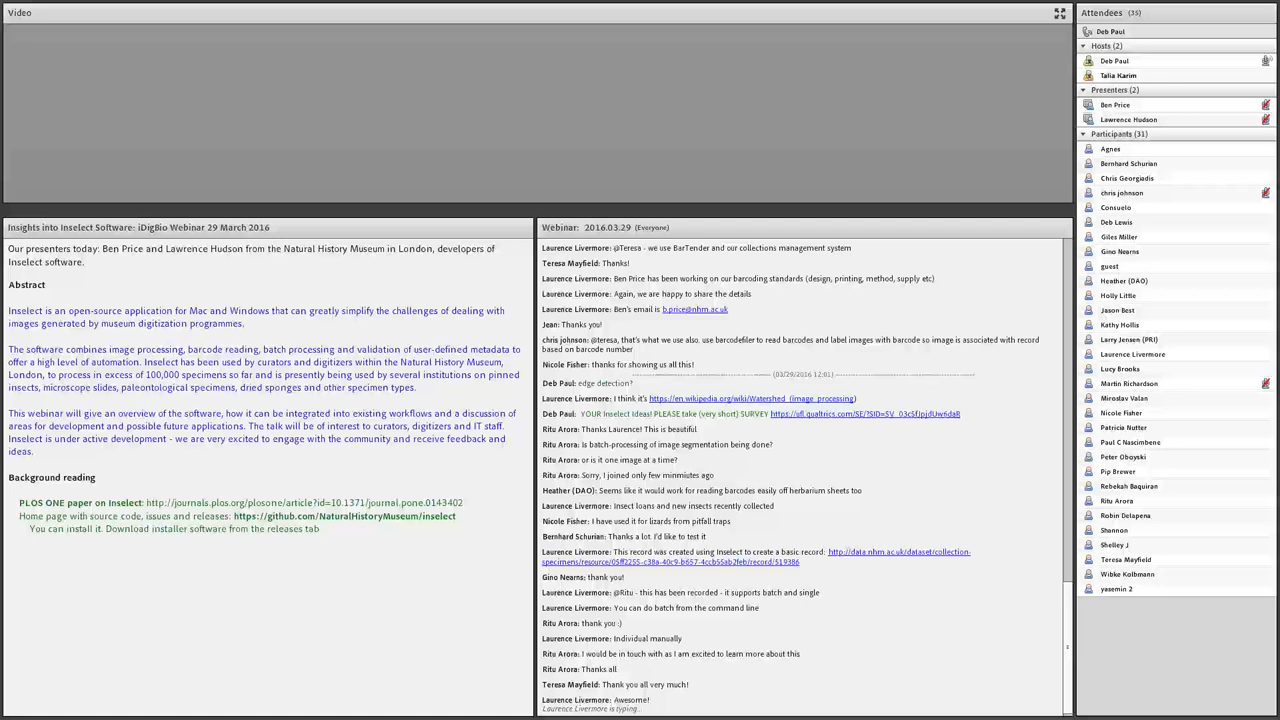 Video
Insights into Inselect Software: iDigBio Webinar 29 March 2016
Our presenters today: Ben Price and Lawrence Hudson from the Natural History Museum in London, developers of
Inselect software.
Abstract
Inselect is an open-source application for Mac and Windows that can greatly simplify the challenges of dealing with
images generated by museum digitization programmes.
The software combines image processing, barcode reading, batch processing and validation of user-defined metadata to
offer a high level of automation. Inselect has been used by curators and digitizers within the Natural History Museum,
London, to process in excess of 100,000 specimens so far and is presently being used by several institutions on pinned
insects, microscope slides, paleontological specimens, dried sponges and other specimen types.
This webinar will give an overview of the software, how it can be integrated into existing workflows and a discussion of
areas for development and possible future applications. The talk will be of interest to curators, digitizers and IT staff.
Inselect is under active development - we are very excited to engage with the community and receive feedback and
ideas.
Background reading
PLOS ONE paper on Inselect: http://journals.plos.org/plosone/article?id=10.1371/journal.pone.0143402
Home page with source code, issues and releases: https://github.com/NaturalHistoryMuseum/inselect
You can install it. Download installer software from the releases tab
Webinar: 2016.03.29 (Everyone)
Laurence Livermore: @Teresa - we use BarTender and our collections management system
Teresa Mayfield: Thanks!
Laurence Livermore: Ben Price has been working on our barcoding standards (design, printing, method, supply etc)
Laurence Livermore: Again, we are happy to share the details
Laurence Livermore: Ben's email is b.price@nhm.ac.uk
Jean: Thank you!
chris johnson: @teresa, that's what we use also. use barcodefiler to read barcodes and label images with barcode so image is associated with record
based on barcode number
Nicole Fisher: thanks for showing us all this!
(03/29/2016 12:01)
Deb Paul: edge detection?
Laurence Livermore: I think it's https://en.wikipedia.org/wiki/Watershed_(image_processing)
Deb Paul: YOUR Inselect Ideas! PLEASE take (very short) SURVEY
Ritu Arora: Thanks Laurence! This is beautiful
Ritu Arora: Is batch-processing of image segmentation being done?
Ritu Arora: or is it one image at a time?
Ritu Arora: Sorry, I joined only few minmiutes ago
Heather (DAO): Seems like it would work for reading barcodes easily off herbarium sheets too
Laurence Livermore: Insect loans and new insects recently collected
Nicole Fisher: I have used it for lizards from pitfall traps
Bernhard Schurian: Thanks a lot. I'd like to test it
Laurence Livermore: This record was created using Inselect to create a basic record: http://data.nhm.ac.uk/dataset/collection-
specimens/resource/05ff2255-c38a-40c9-b657-4ccb55ab2feb/record/519386
Gino Nearns: thank you!
Laurence Livermore: @Ritu - this has been recorded - it supports batch and single
Laurence Livermore: You can do batch from the command line
Ritu Arora: thank you :)
Laurence Livermore: Individual manually
Ritu Arora: I would be in touch with as I am excited to learn more about this
Ritu Arora: Thanks all
Teresa Mayfield: Thank you all very much!
Laurence Livermore: Awesome!
Laurence Livermore is typing...
Attendees (35)
Deb Paul
Hosts (2)
Deb Paul
Talia Karim
Presenters (2)
Ben Price
Lawrence Hudson
Participants (31)
Agnes
Bernhard Schurian
Chris Georgiadis
chris johnson
Consuelo
Deb Lewis
Giles Miller
Gino Nearns
guest
Heather (DAO)
Holly Little
Jason Best
Kathy Hollis
Larry Jensen (PRI)
Laurence Livermore
Lucy Brooks
Martin Richardson
Miroslav Valan
Nicole Fisher
Patricia Nutter
Paul C Nascimbene
Peter Oboyski
Pip Brewer
Rebekah Baquiran
Ritu Arora
Robin Delapena
Shannon
Shelley J
Teresa Mayfield
Wibke Kolbmann
yasemin 2